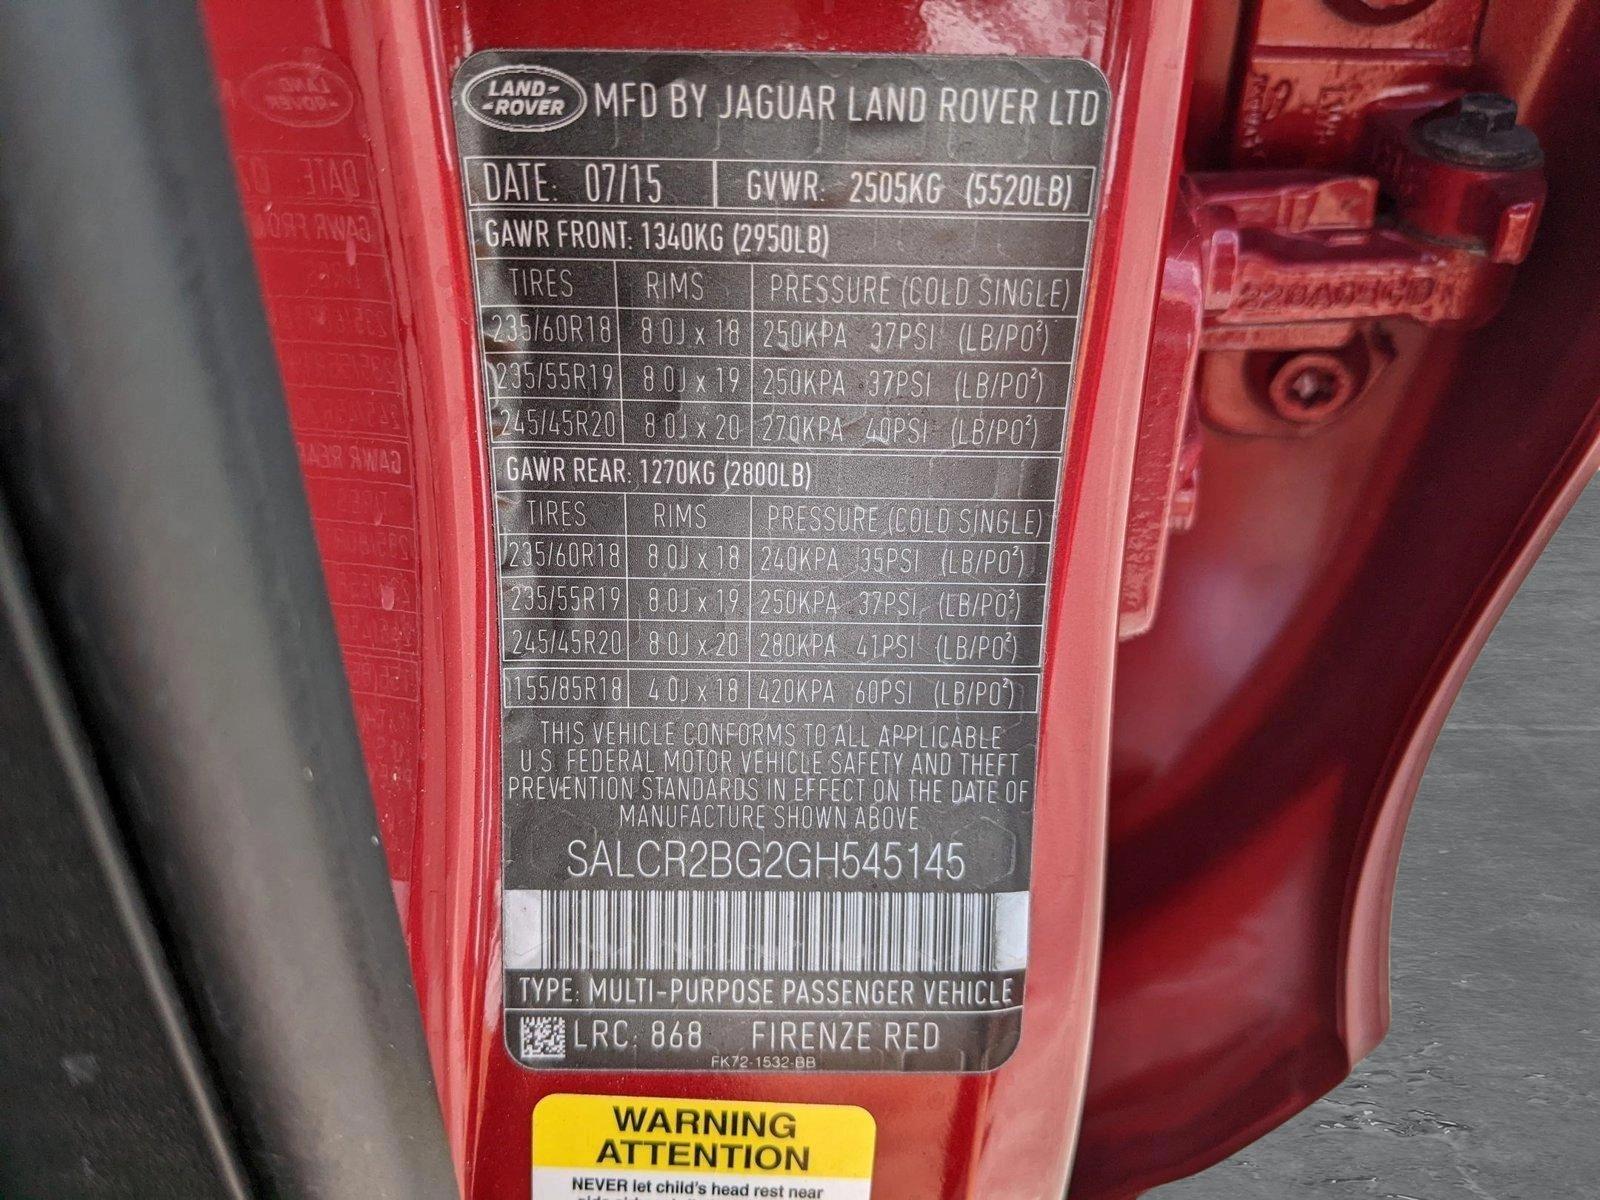 LAND-
-ROVER
MFD BY JAGUAR LAND ROVER LTD
DATE: 07/15 GVWR: 2505KG (5520LB)
GAWR FRONT: 1340KG (2950LB)
TIRES RIMS PRESSURE (COLD SINGLE)
235/60R18 8.0J x 18 250KPA 37PSI (LB/PO²)
235/55R19 8.0J x 19 250KPA 37PSI (LB/PO²)
245/45R20 8.0J x 20 270KPA 40PSI (LB/PO²)
GAWR REAR: 1270KG (2800LB)
TIRES RIMS PRESSURE (COLD SINGLE)
235/60R18 8.0J x 18 240KPA 35PSI (LB/PO²)
235/55R19 8.0J x 19 250KPA 37PSI (LB/PO²)
245/45R20 8.0J x 20 280KPA 41PSI (LB/PO²)
T155/85R18 4.0J x 18 420KPA 60PSI (LB/PO²)
THIS VEHICLE CONFORMS TO ALL APPLICABLE
U.S. FEDERAL MOTOR VEHICLE SAFETY AND THEFT
PREVENTION STANDARDS IN EFFECT ON THE DATE OF
MANUFACTURE SHOWN ABOVE
SALCR2BG2GH545145
TYPE: MULTI-PURPOSE PASSENGER VEHICLE
LRC: 868 FIRENZE RED
FK72-1532-BB
WARNING
ATTENTION
NEVER let child's head rest near